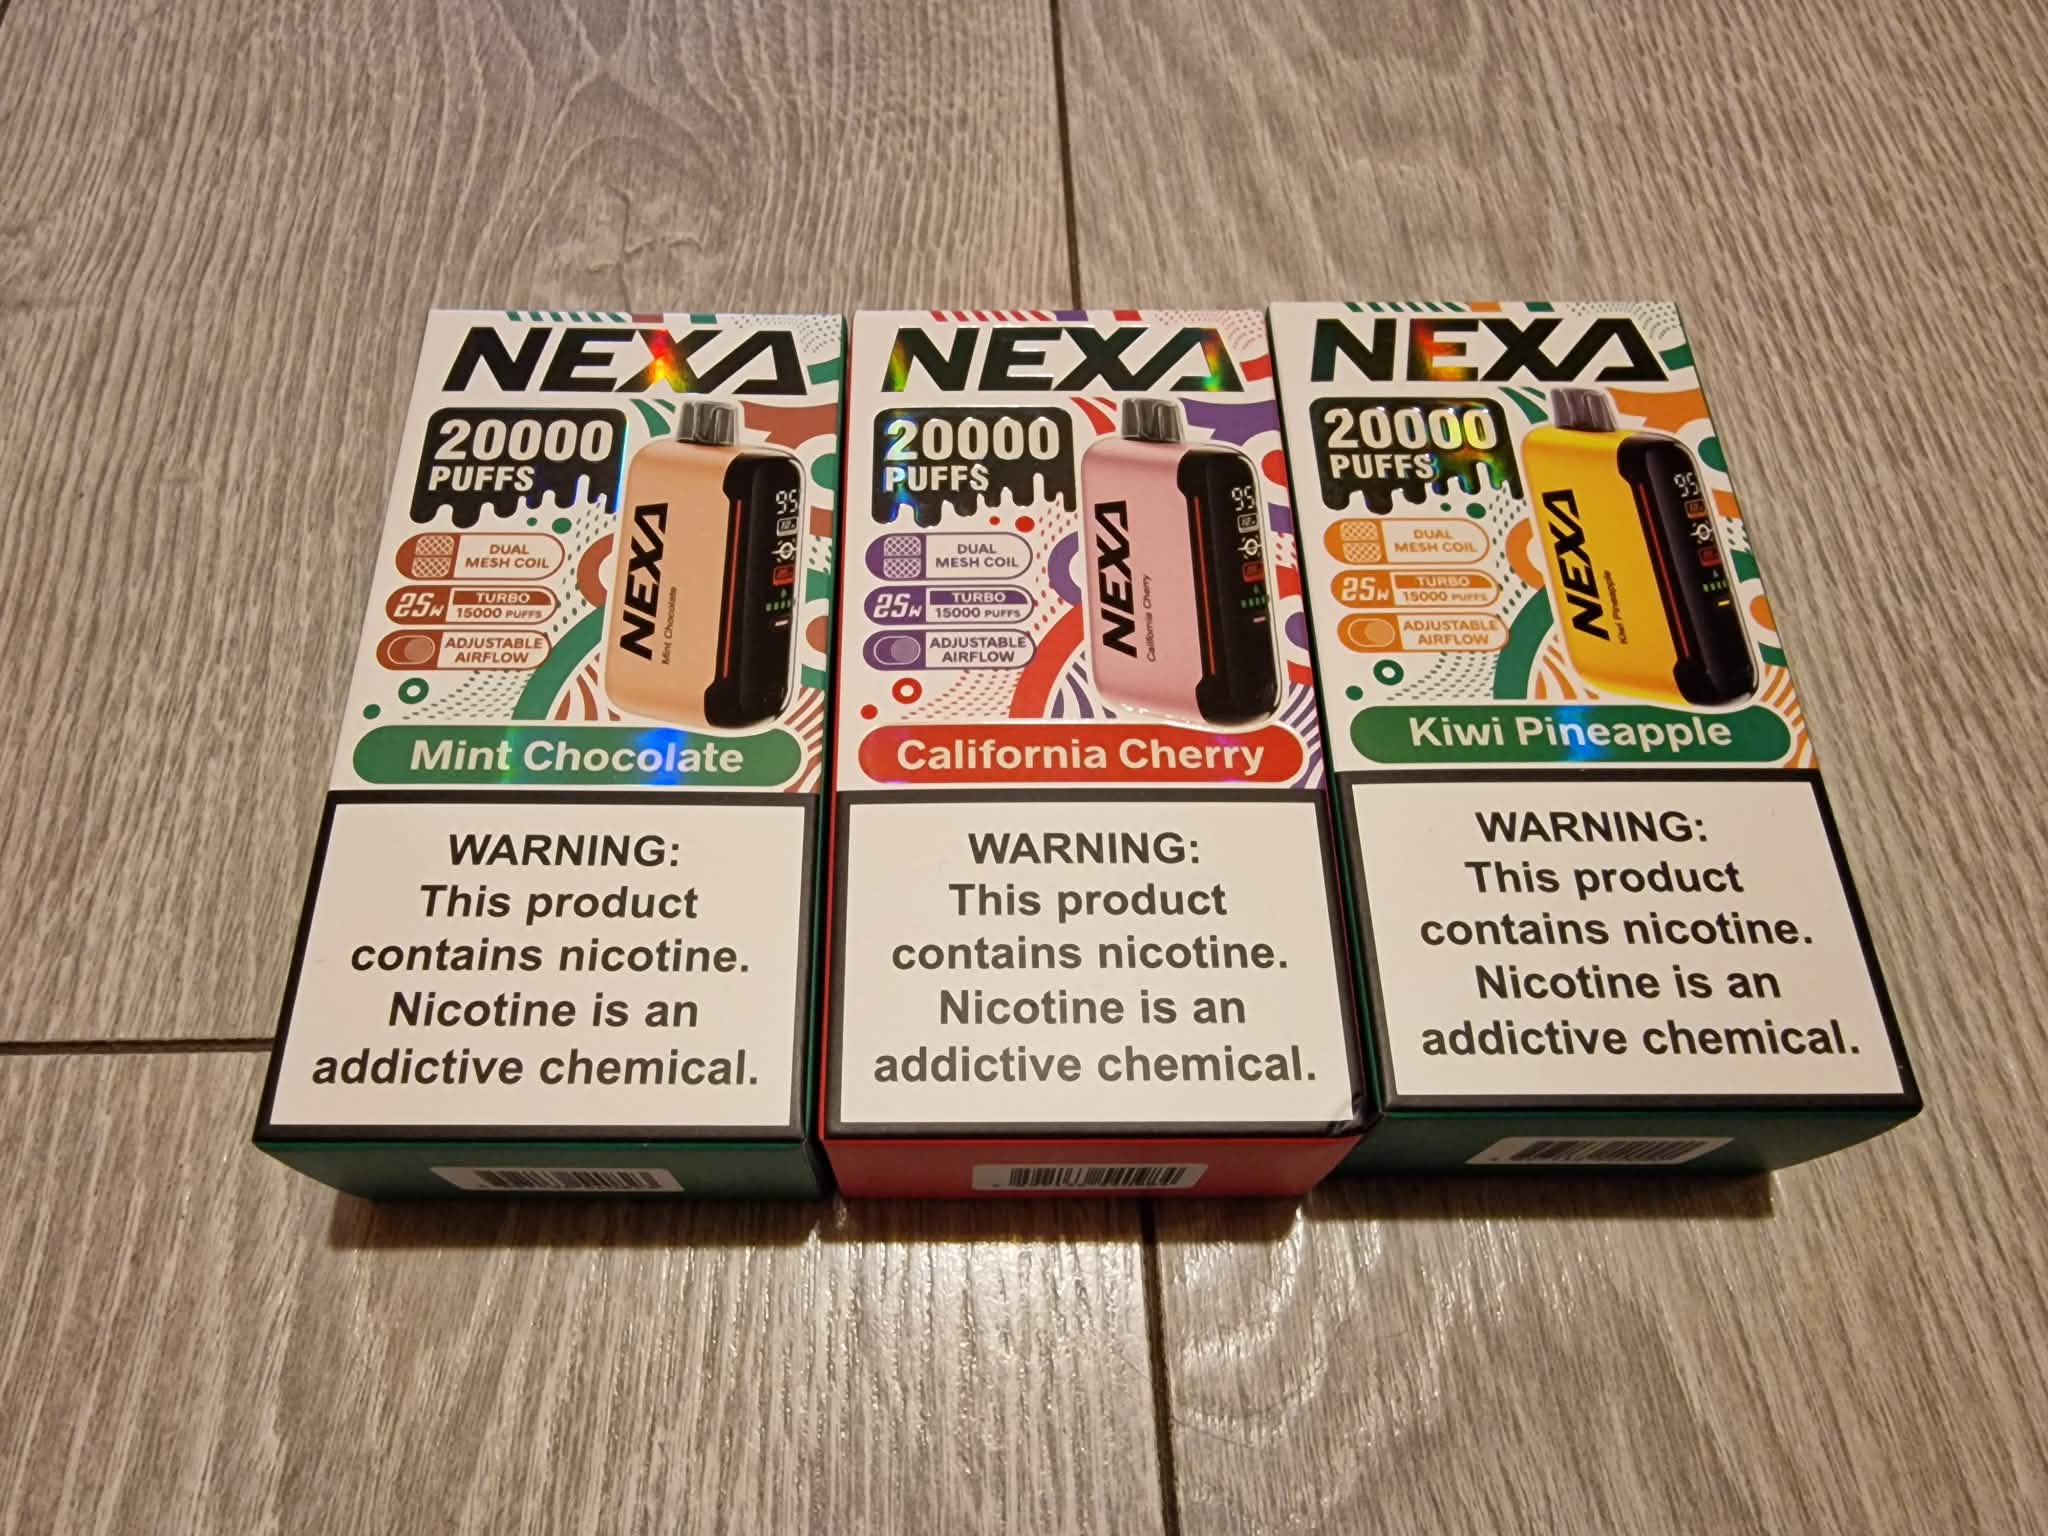 NEXA
20000
PUFFS
DUAL
MESH COIL
25W TURBO
15000 PUFFS
ADJUSTABLE
AIRFLOW
NEXA
Mint Chocolate
95
Mint Chocolate
WARNING:
This product
contains nicotine.
Nicotine is an
addictive chemical.
NEXA
20000
PUFFS
DUAL
MESH COIL
25W TURBO
15000 PUFFS
ADJUSTABLE
AIRFLOW
NEXA
California Cherry
95
California Cherry
WARNING:
This product
contains nicotine.
Nicotine is an
addictive chemical.
NEXA
20000
PUFFS
DUAL
MESH COIL
25W TURBO
15000 PUFFS
ADJUSTABLE
AIRFLOW
NEXA
Kiwi Pineapple
95
Kiwi Pineapple
WARNING:
This product
contains nicotine.
Nicotine is an
addictive chemical.